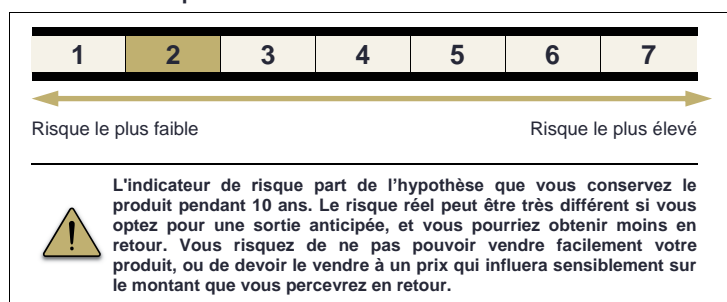 1 2 3 4 5 6 7
Risque le plus faible Risque le plus élevé
L'indicateur de risque part de l’hypothèse que vous conservez le
produit pendant 10 ans. Le risque réel peut être très différent si vous
optez pour une sortie anticipée, et vous pourriez obtenir moins en
retour. Vous risquez de ne pas pouvoir vendre facilement votre
produit, ou de devoir le vendre à un prix qui influera sensiblement sur
le montant que vous percevrez en retour.